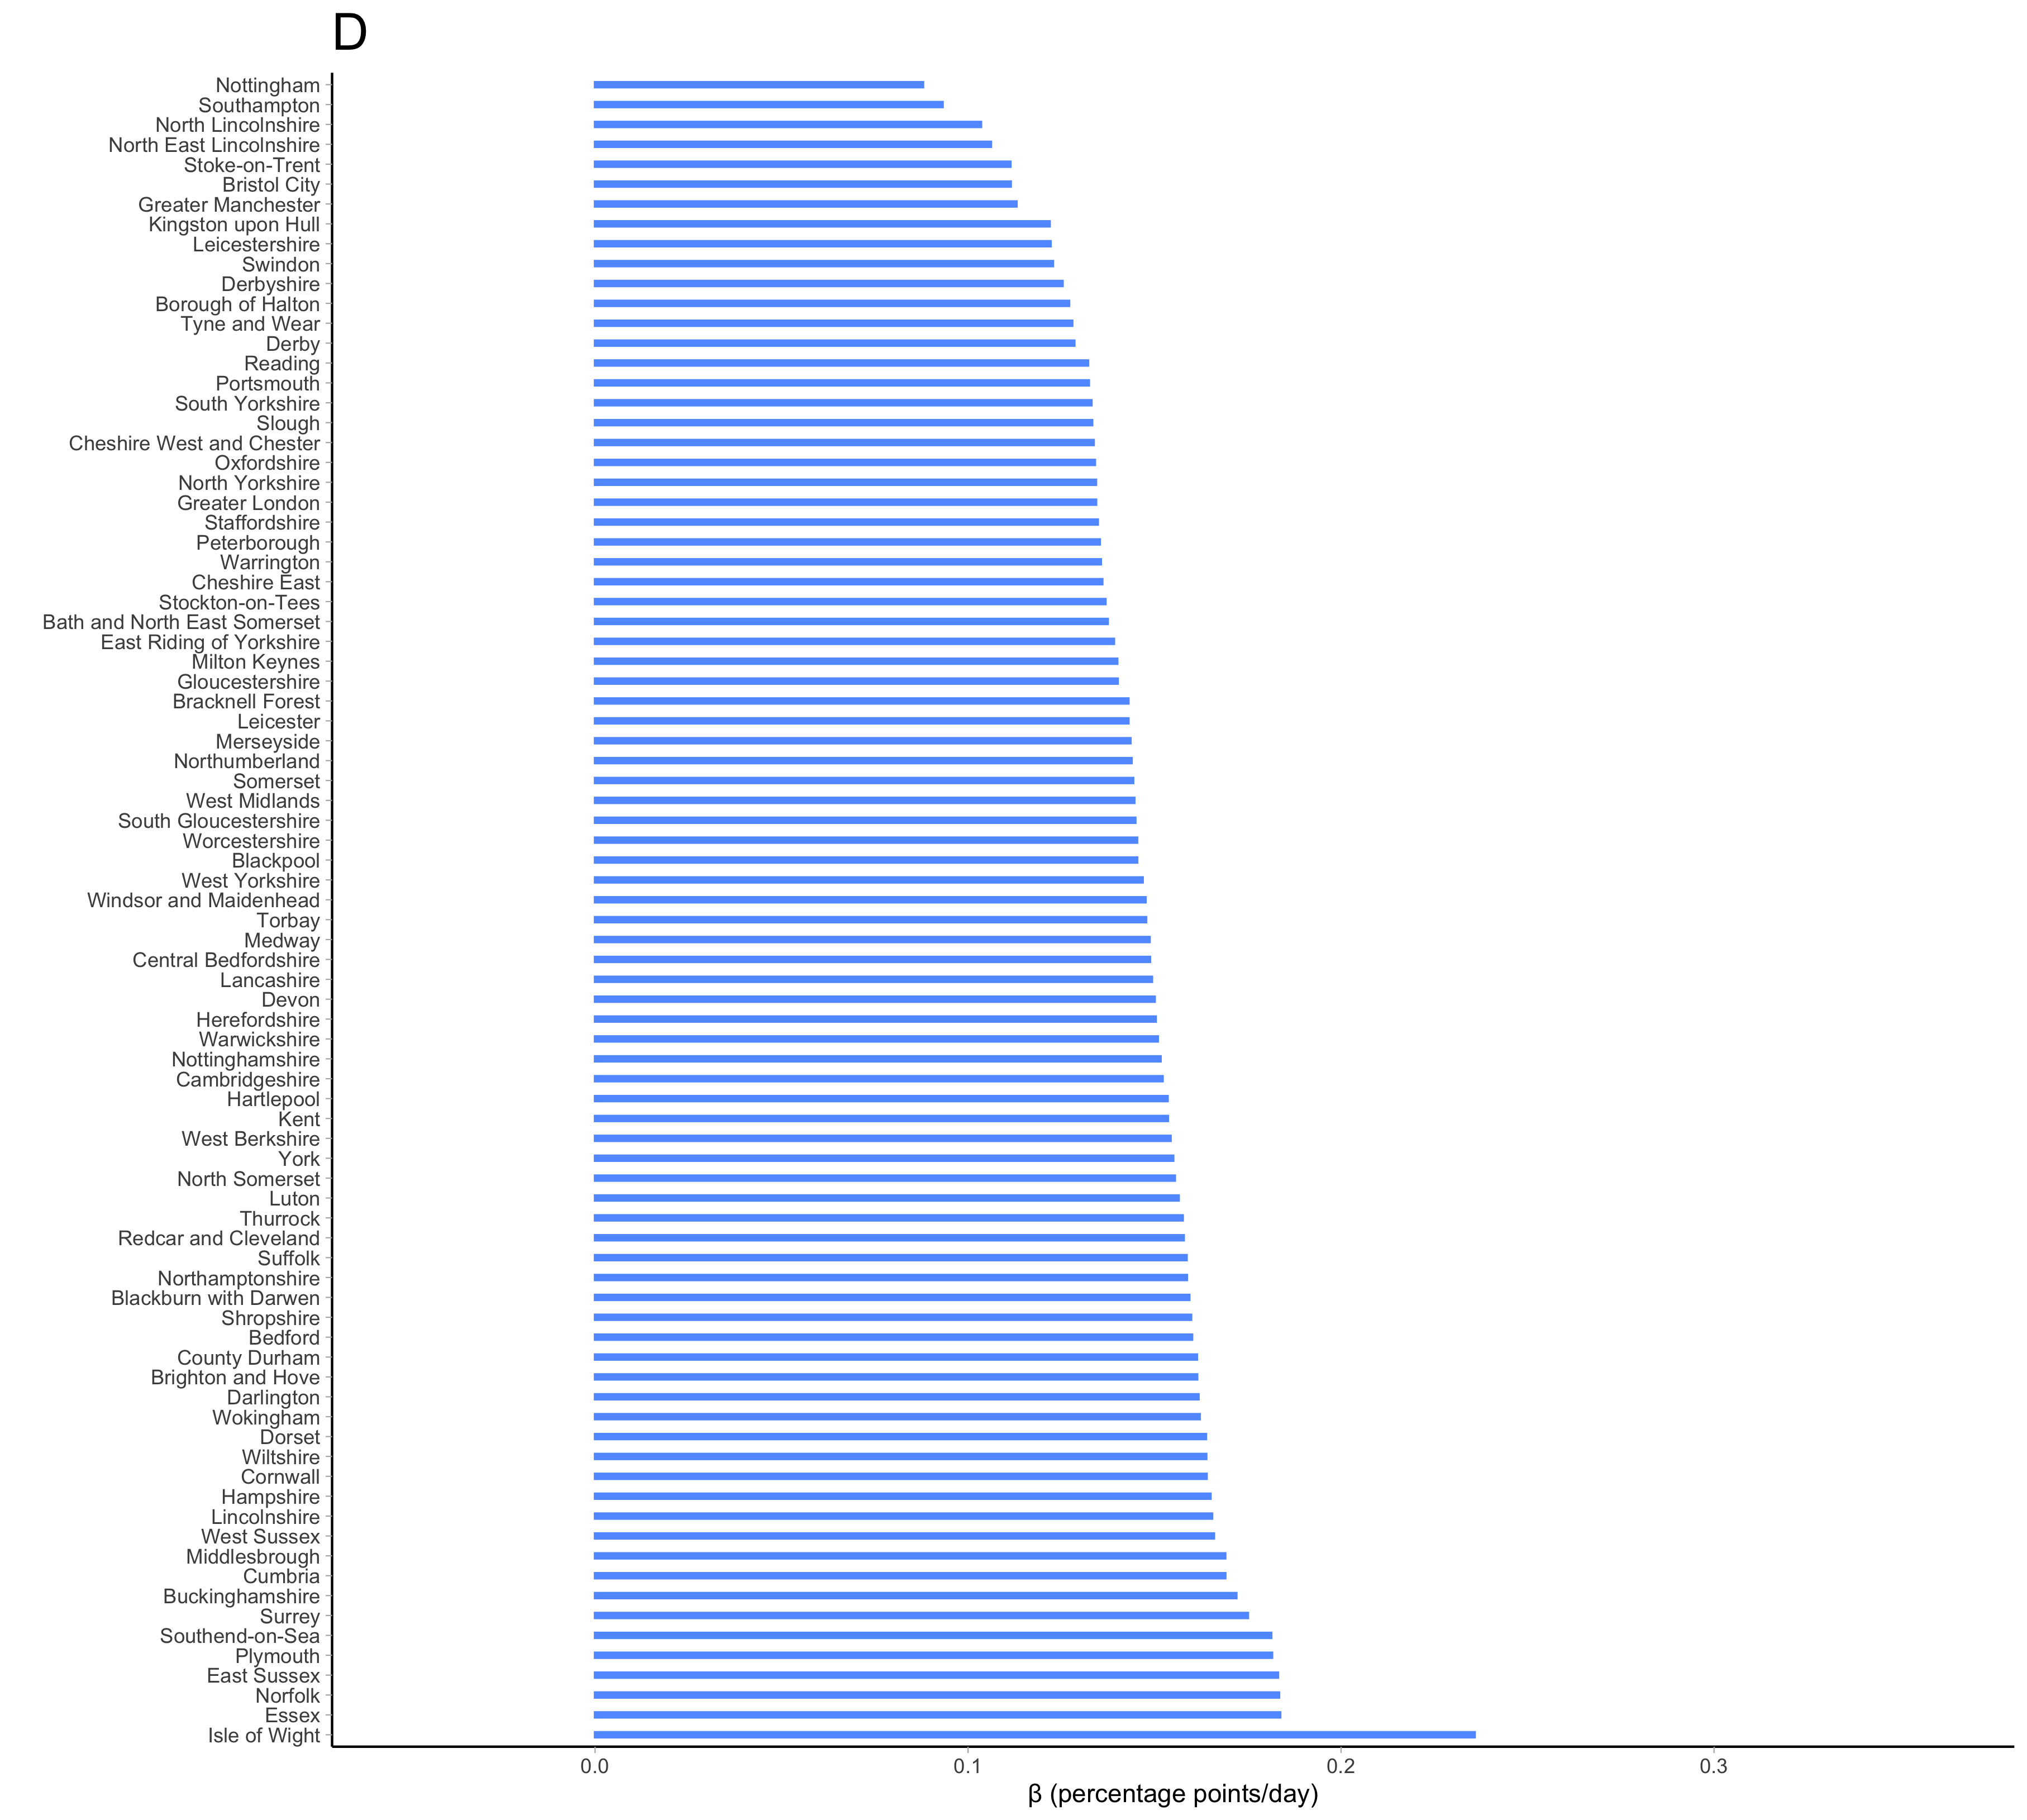 D
Nottingham
Southampton
North Lincolnshire
North East Lincolnshire
Stoke-on-Trent
Bristol City
Greater Manchester
Kingston upon Hull
Leicestershire
Swindon
Derbyshire
Borough of Halton
Tyne and Wear
Derby
Reading
Portsmouth
South Yorkshire
Slough
Cheshire West and Chester
Oxfordshire
North Yorkshire
Greater London
Staffordshire
Peterborough
Warrington
Cheshire East
Stockton-on-Tees
Bath and North East Somerset
East Riding of Yorkshire
Milton Keynes
Gloucestershire
Bracknell Forest
Leicester
Merseyside
Northumberland
Somerset
West Midlands
South Gloucestershire
Worcestershire
Blackpool
West Yorkshire
Windsor and Maidenhead
Torbay
Medway
Central Bedfordshire
Lancashire
Devon
Herefordshire
Warwickshire
Nottinghamshire
Cambridgeshire
Hartlepool
Kent
West Berkshire
York
North Somerset
Luton
Thurrock
Redcar and Cleveland
Suffolk
Northamptonshire
Blackburn with Darwen
Shropshire
Bedford
County Durham
Brighton and Hove
Darlington
Wokingham
Dorset
Wiltshire
Cornwall
Hampshire
Lincolnshire
West Sussex
Middlesbrough
Cumbria
Buckinghamshire
Surrey
Southend-on-Sea
Plymouth
East Sussex
Norfolk
Essex
Isle of Wight
0.0 0.1 0.2 0.3
β (percentage points/day)